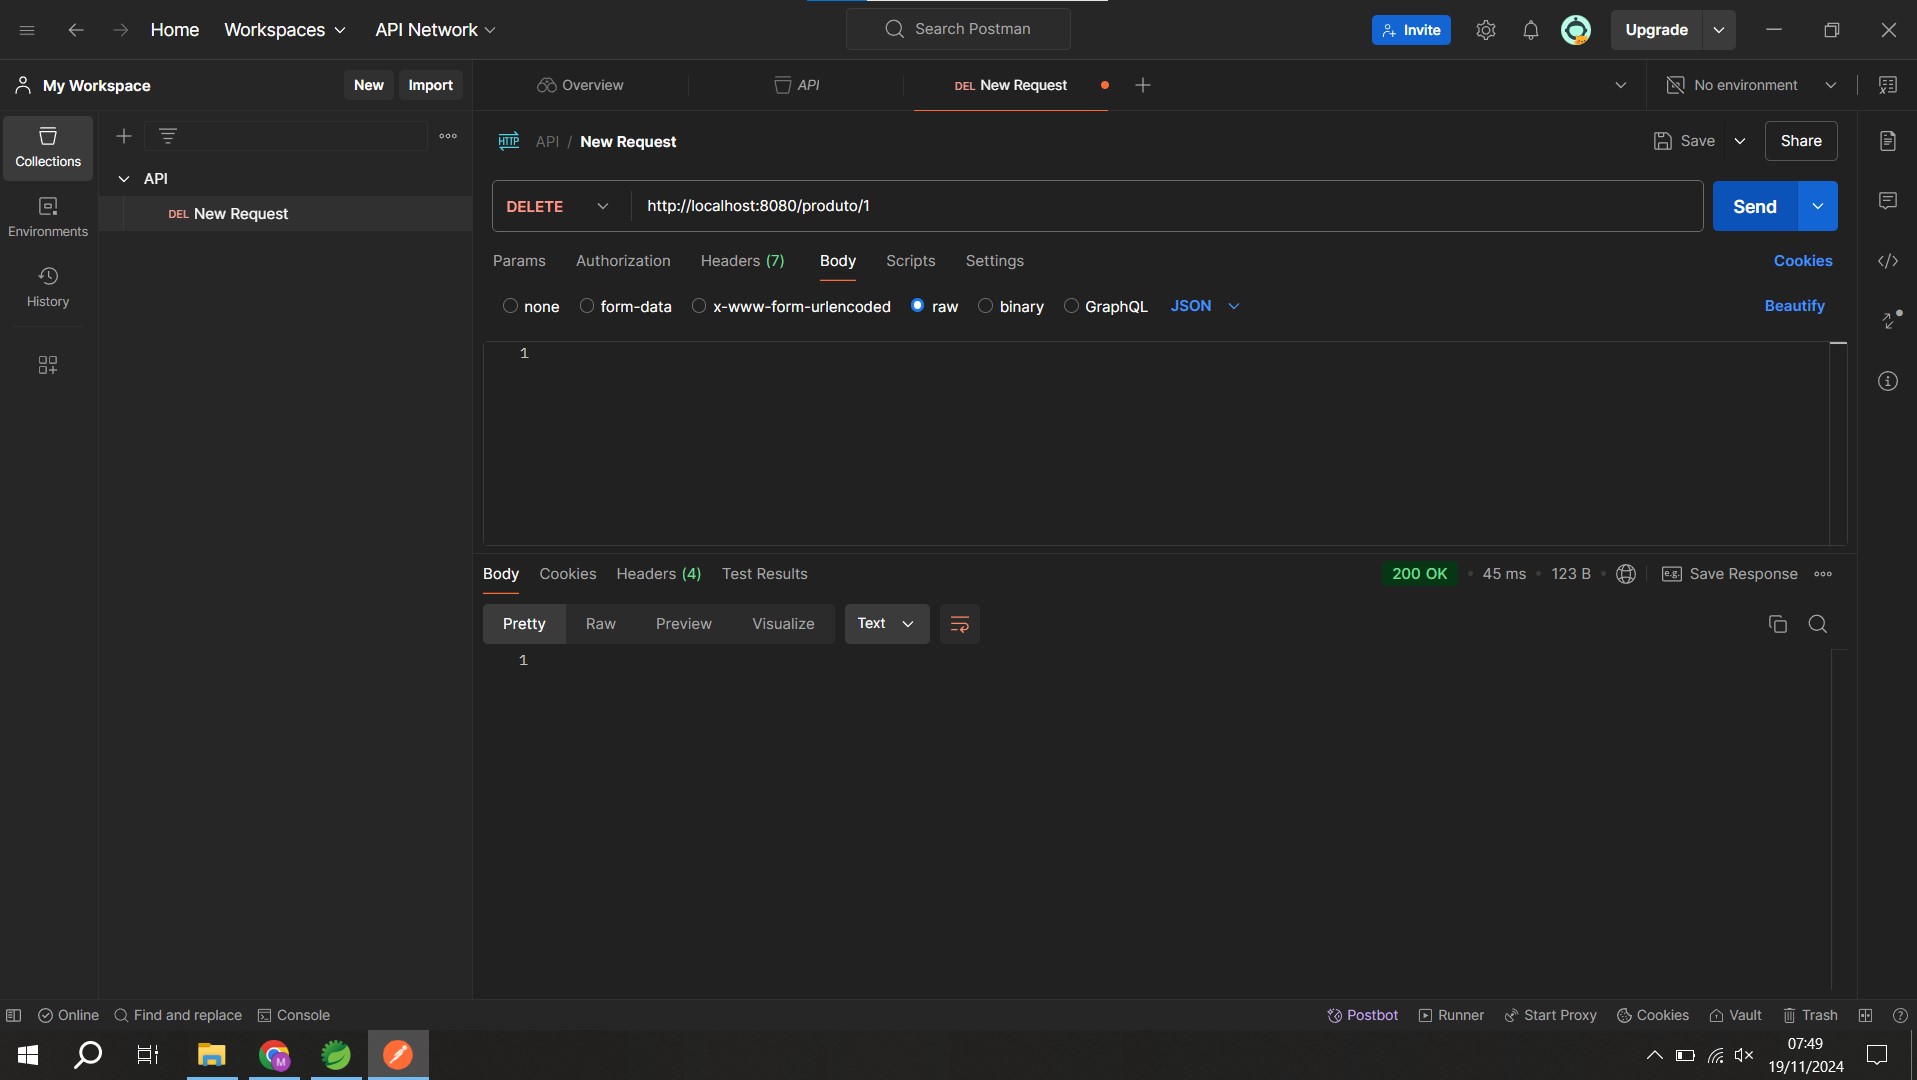 Home
Workspaces
API Network
Search Postman
Invite
Upgrade
My Workspace
New
Import
Overview
API
DEL New Request
No environment
Collections
Environments
History
API
DEL New Request
HTTP
API / New Request
Save
Share
DELETE
http://localhost:8080/produto/1
Send
Params
Authorization
Headers (7)
Body
Scripts
Settings
Cookies
none
form-data
x-www-form-urlencoded
raw
binary
GraphQL
JSON
Beautify
1
Body
Cookies
Headers (4)
Test Results
200 OK
45 ms
123 B
e.g.
Save Response
Pretty
Raw
Preview
Visualize
Text
1
Online
Find and replace
Console
Postbot
Runner
Start Proxy
Cookies
Vault
Trash
M
07:49
19/11/2024